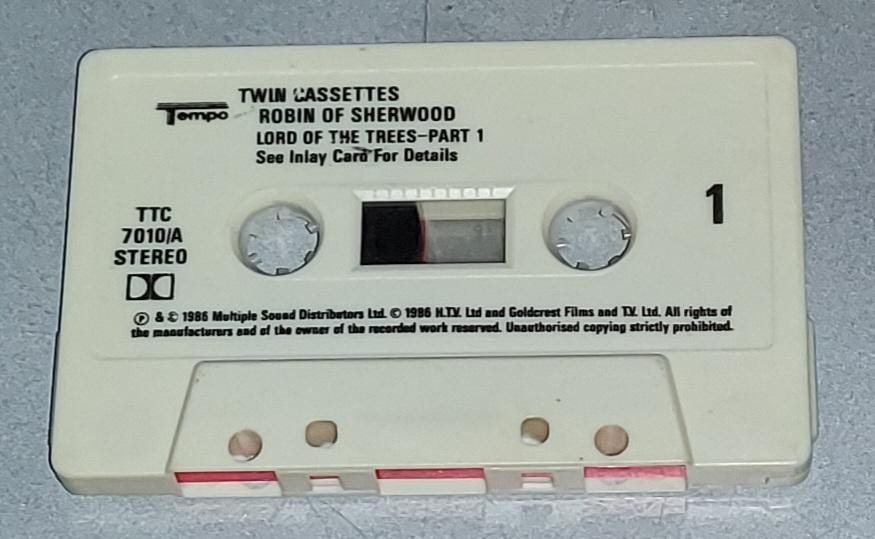 TWIN CASSETTES
Tempo
ROBIN OF SHERWOOD
LORD OF THE TREES-PART 1
See Inlay Card For Details
1
TTC
7010/A
STEREO
Ⓟ & © 1986 Multiple Sound Distributors Ltd. © 1986 H.T.V. Ltd and Goldcrest Films and T.V. Ltd. All rights of
the manufacturers and of the owner of the recorded work reserved. Unauthorised copying strictly prohibited.